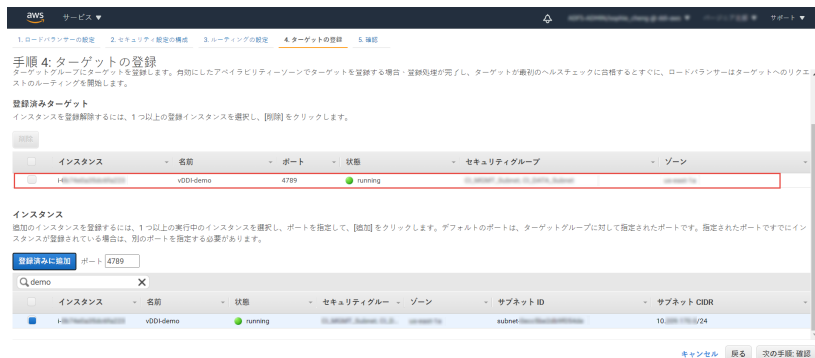 aws サービス サポート
1. ロードバランサーの設定 2. セキュリティ設定の構成 3. ルーティングの設定 4. ターゲットの登録 5. 確認
手順 4: ターゲットの登録
ターゲットグループにターゲットを登録します。有効にしたアベイラビリティーゾーンでターゲットを登録する場合・登録処理が完了し、ターゲットが最初のヘルスチェックに合格するとすぐに、ロードバランサーはターゲットへのリクエ
ストのルーティングを開始します。
登録済みターゲット
インスタンスを登録解除するには、1 つ以上の登録インスタンスを選択し、[削除] をクリックします。
削除
インスタンス 名前 ポート 状態 セキュリティグループ ゾーン
vDDI-demo 4789 running
インスタンス
追加のインスタンスを登録するには、1 つ以上の実行中のインスタンスを選択し、ポートを指定して、[追加] をクリックします。デフォルトのポートは、ターゲットグループに対して指定されたポートです。指定されたポートですでにイン
スタンスが登録されている場合は、別のポートを指定する必要があります。
登録済みに追加 ポート 4789
demo
インスタンス 名前 状態 セキュリティグルー ゾーン サブネット ID サブネット CIDR
i- vDDI-demo running subnet- 10. /24
キャンセル 戻る 次の手順: 確認